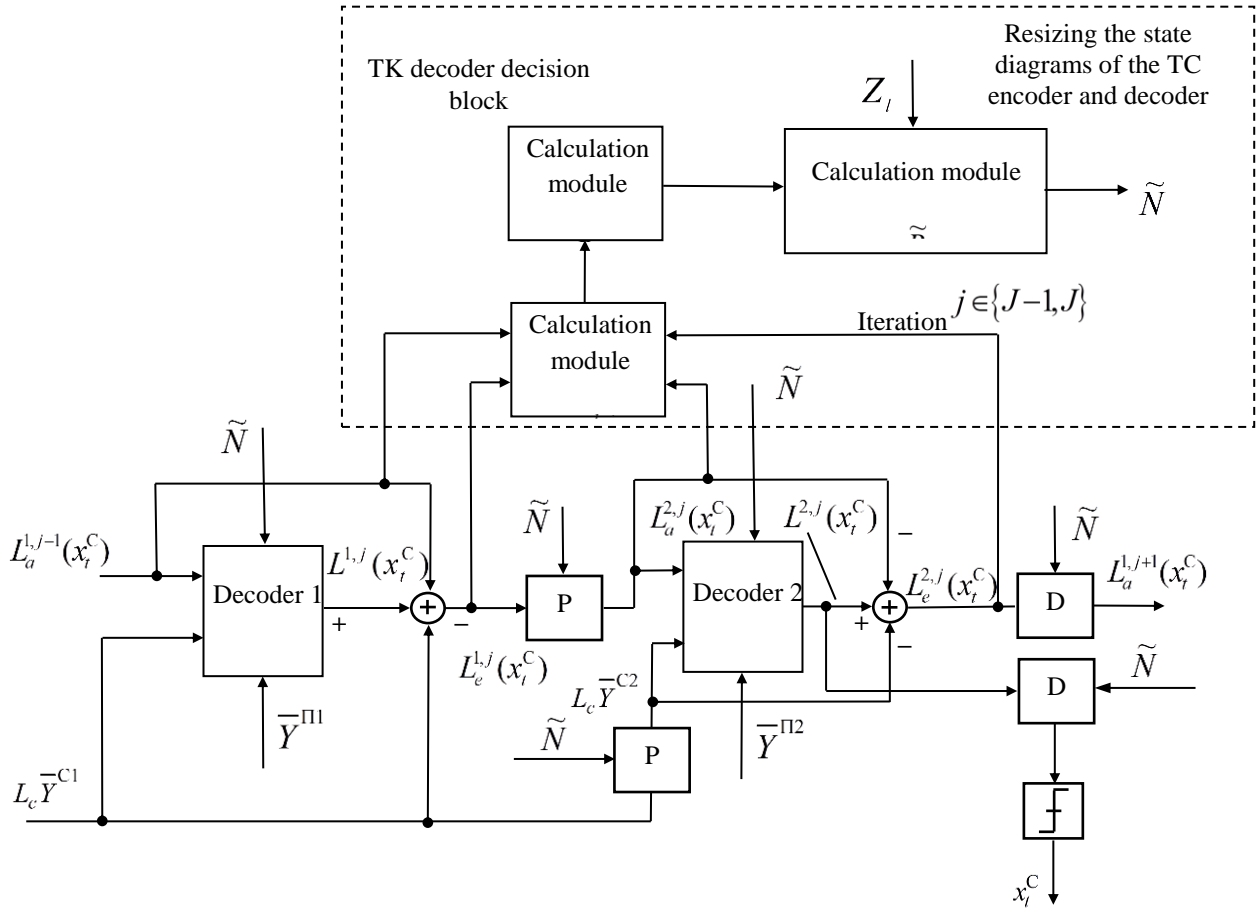 Resizing the state
diagrams of the TC
encoder and decoder
TK decoder decision
block
Z_l
Calculation
module
Calculation module
Ñ
Calculation
module
Iteration j∈{J−1,J}
Ñ
Ñ
L_a^{1,j−1}(x_t^C)
Decoder 1
L^{1,j}(x_t^C)
+
+
−
L_e^{1,j}(x_t^C)
Ñ
P
L_a^{2,j}(x_t^C)
L^{2,j}(x_t^C)
Decoder 2
−
+
+
−
L_e^{2,j}(x_t^C)
Ñ
D
L_a^{1,j+1}(x_t^C)
D
Ñ
Y̅^{П1}
L_c Y̅^{C2}
Ñ
P
Y̅^{П2}
L_c Y̅^{C1}
x_t^C